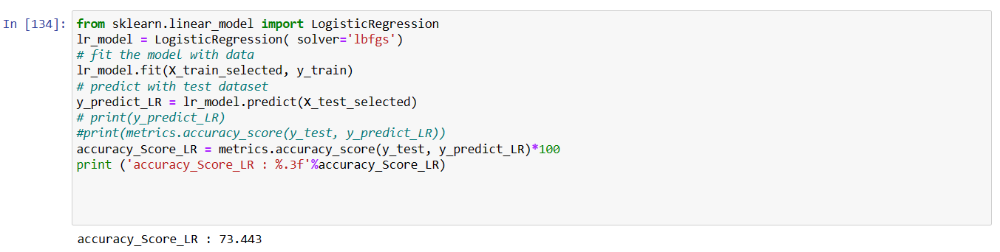 In [134]: from sklearn.linear_model import LogisticRegression
lr_model = LogisticRegression( solver='lbfgs')
# fit the model with data
lr_model.fit(X_train_selected, y_train)
# predict with test dataset
y_predict_LR = lr_model.predict(X_test_selected)
# print(y_predict_LR)
#print(metrics.accuracy_score(y_test, y_predict_LR))
accuracy_Score_LR = metrics.accuracy_score(y_test, y_predict_LR)*100
print ('accuracy_Score_LR : %.3f'%accuracy_Score_LR)
accuracy_Score_LR : 73.443